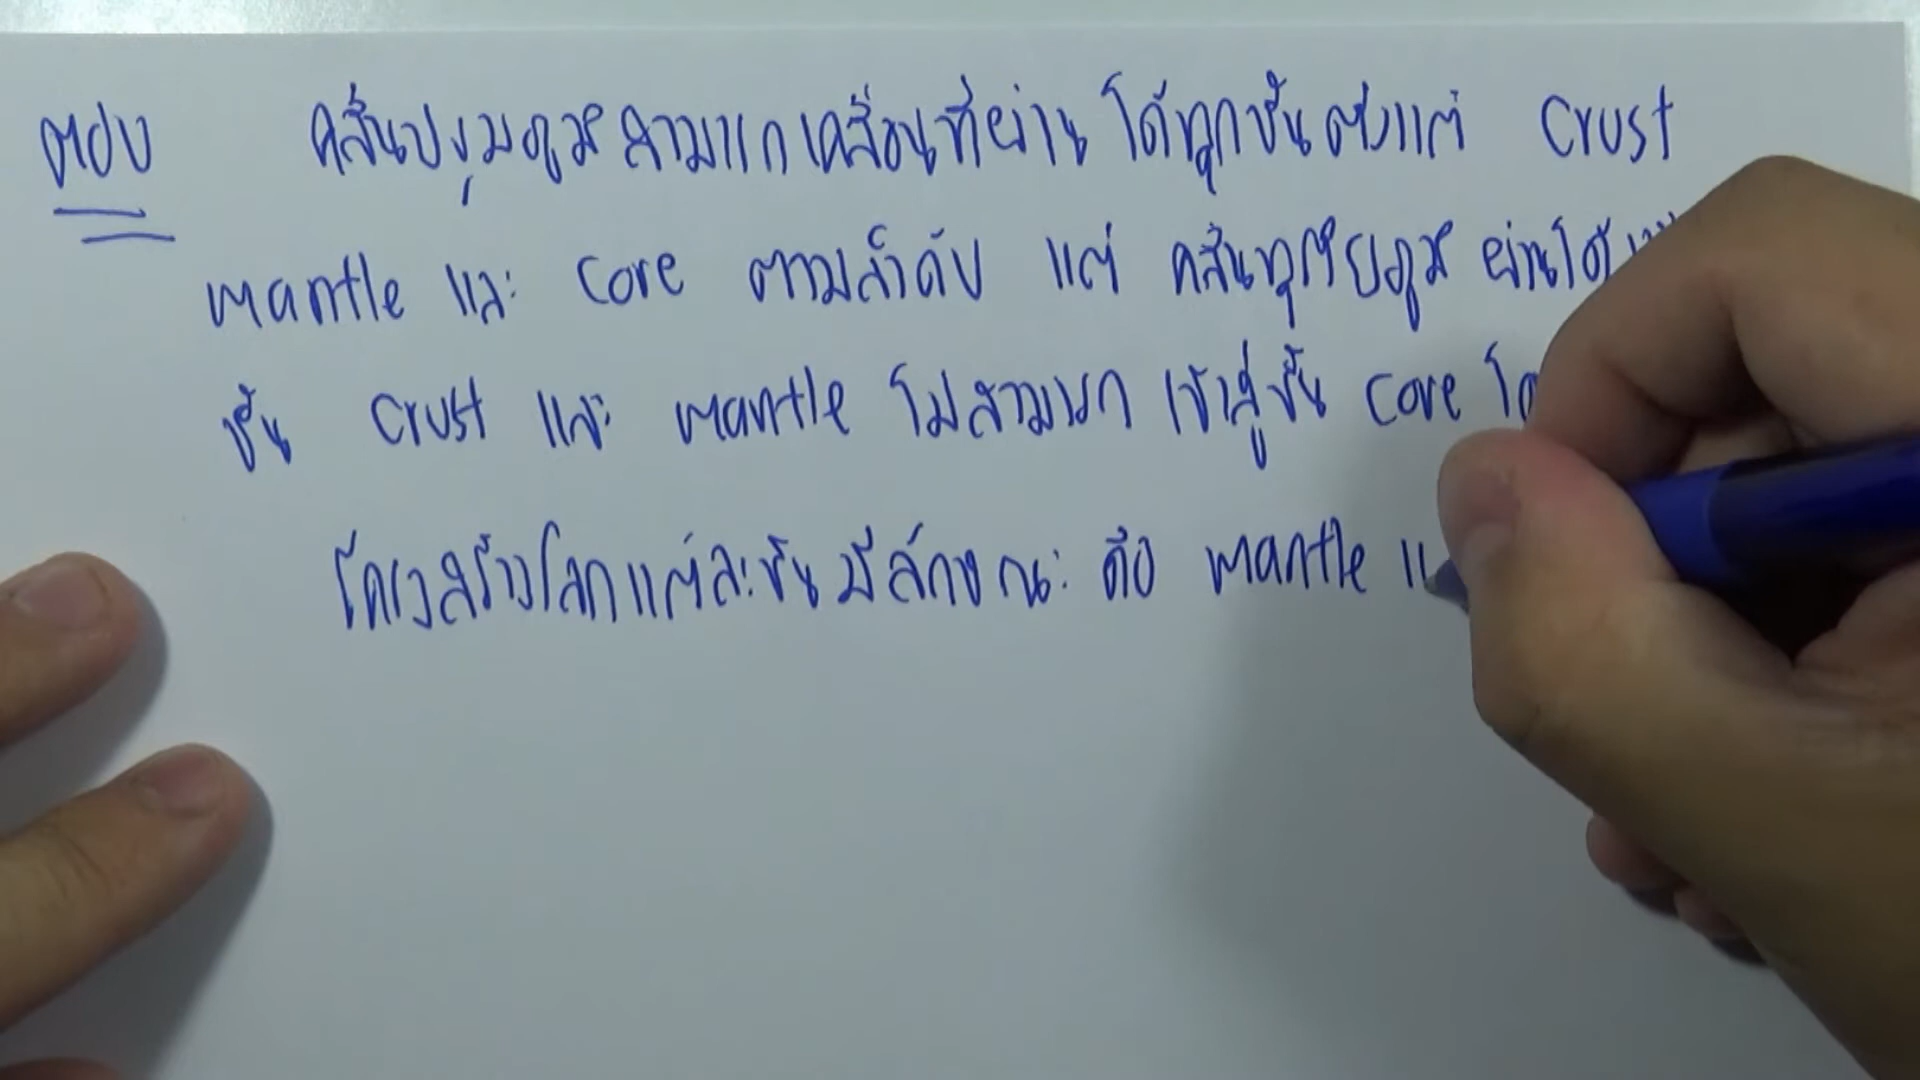 ตอบ คลื่นปฐมภูมิ สามารถเคลื่อนที่ผ่าน ได้ทุกชั้นตั้งแต่ crust
mantle และ core ตามลำดับ แต่ คลื่นทุติยภูมิ ผ่านได้
ชั้น crust และ mantle ไม่สามารถ เข้าสู่ชั้น core
โครงสร้างโลกแต่ละชั้น มีลักษณะ คือ mantle